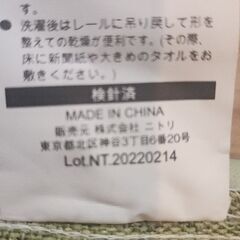 す。
● 洗濯後はレールに吊り戻して形を
整えての乾燥が便利です。(その際、
床に新聞紙や大きめのタオルをお
敷きください。)
検針済
MADE IN CHINA
販売元 株式会社 ニトリ
東京都北区神谷3丁目6番20号
Lot.NT.20220214